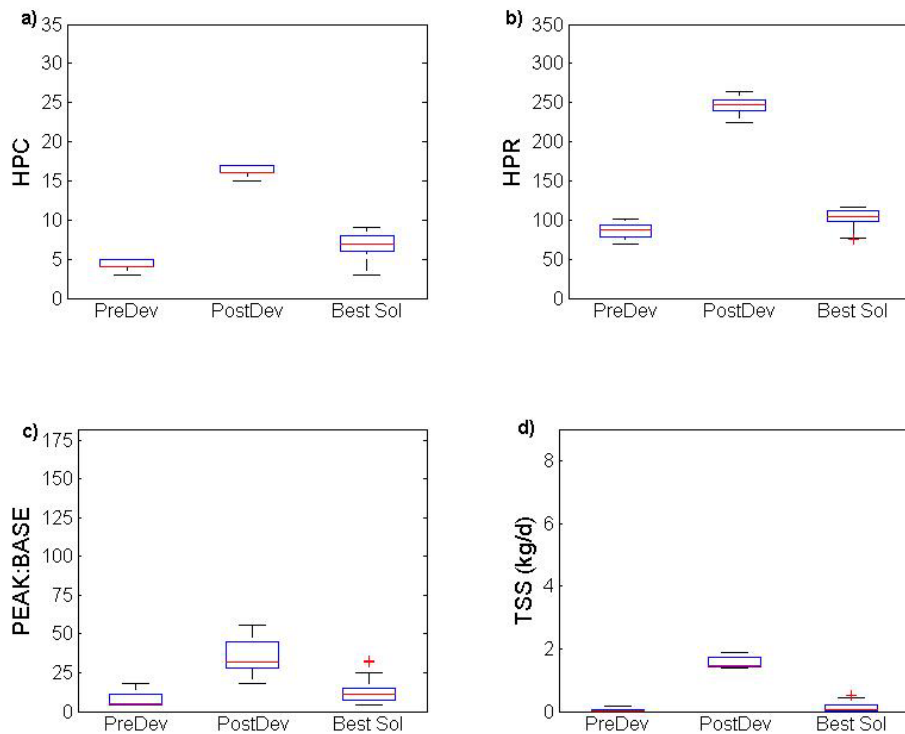 a)
HPC
35
30
25
20
15
10
5
0
PreDev PostDev Best Sol
b)
HPR
350
300
250
200
150
100
50
0
PreDev PostDev Best Sol
c)
PEAK:BASE
175
150
125
100
75
50
25
0
PreDev PostDev Best Sol
d)
TSS (kg/d)
8
6
4
2
0
PreDev PostDev Best Sol